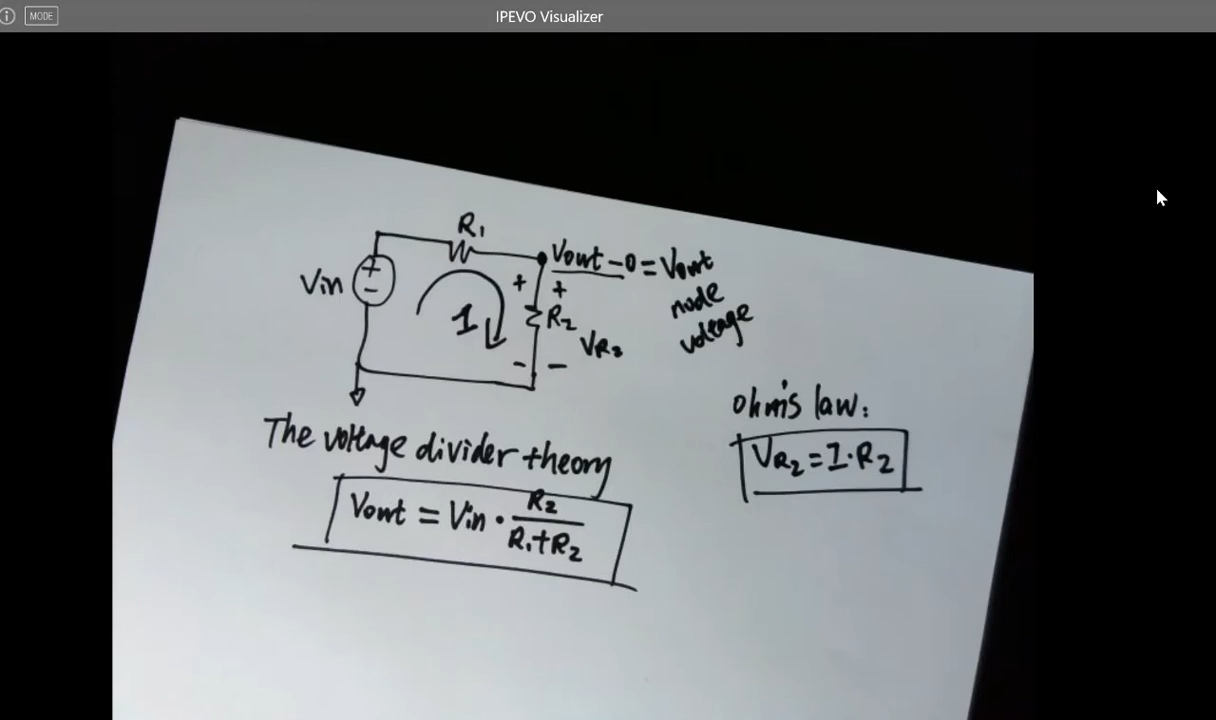 MODE
IPEVO Visualizer
R₁
Vin
+
-
I
Vout -0 = Vout
node
voltage
+ +
R₂
VR₂
- -
The voltage divider theory
Vout = Vin · R₂ / R₁+R₂
ohm's law:
VR₂ = I·R₂